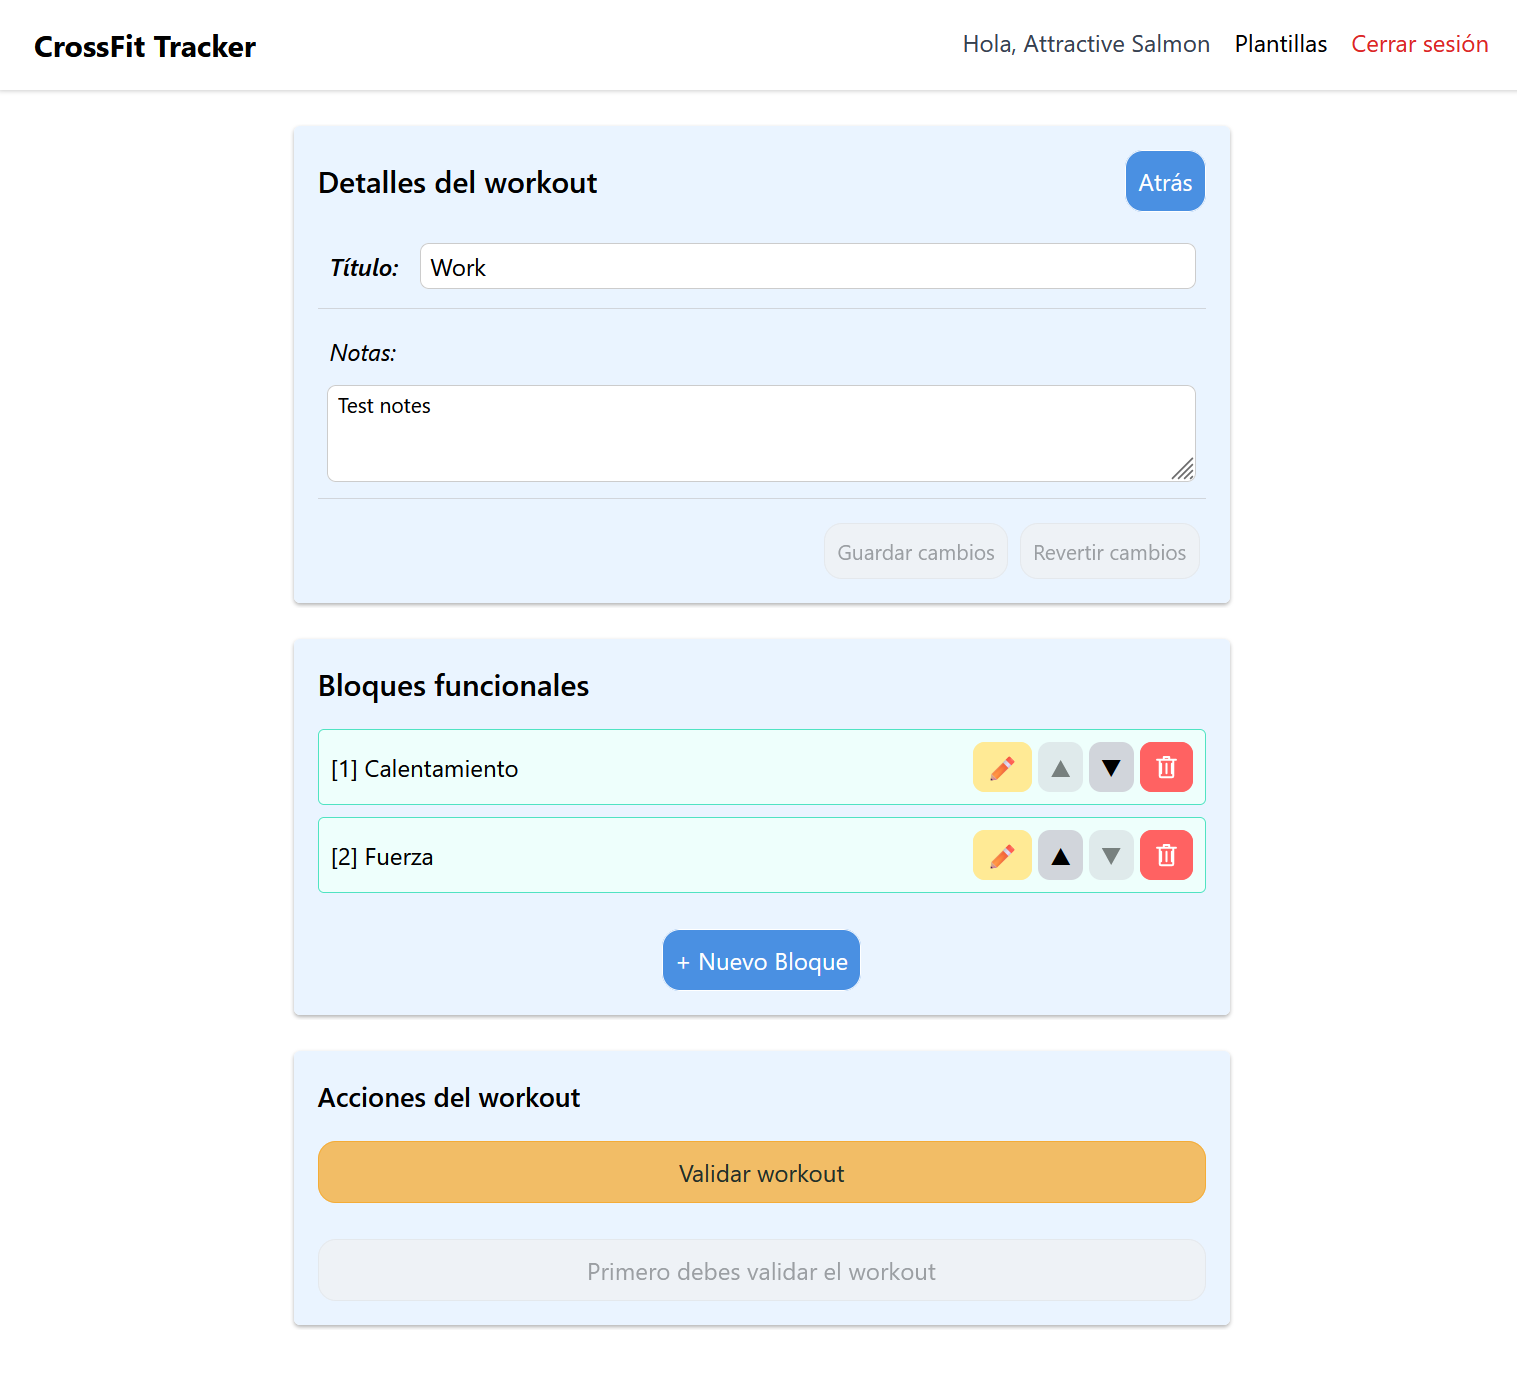 CrossFit Tracker
Hola, Attractive Salmon Plantillas Cerrar sesión
Detalles del workout
Atrás
Título: Work
Notas:
Test notes
Guardar cambios Revertir cambios
Bloques funcionales
[1] Calentamiento
[2] Fuerza
+ Nuevo Bloque
Acciones del workout
Validar workout
Primero debes validar el workout